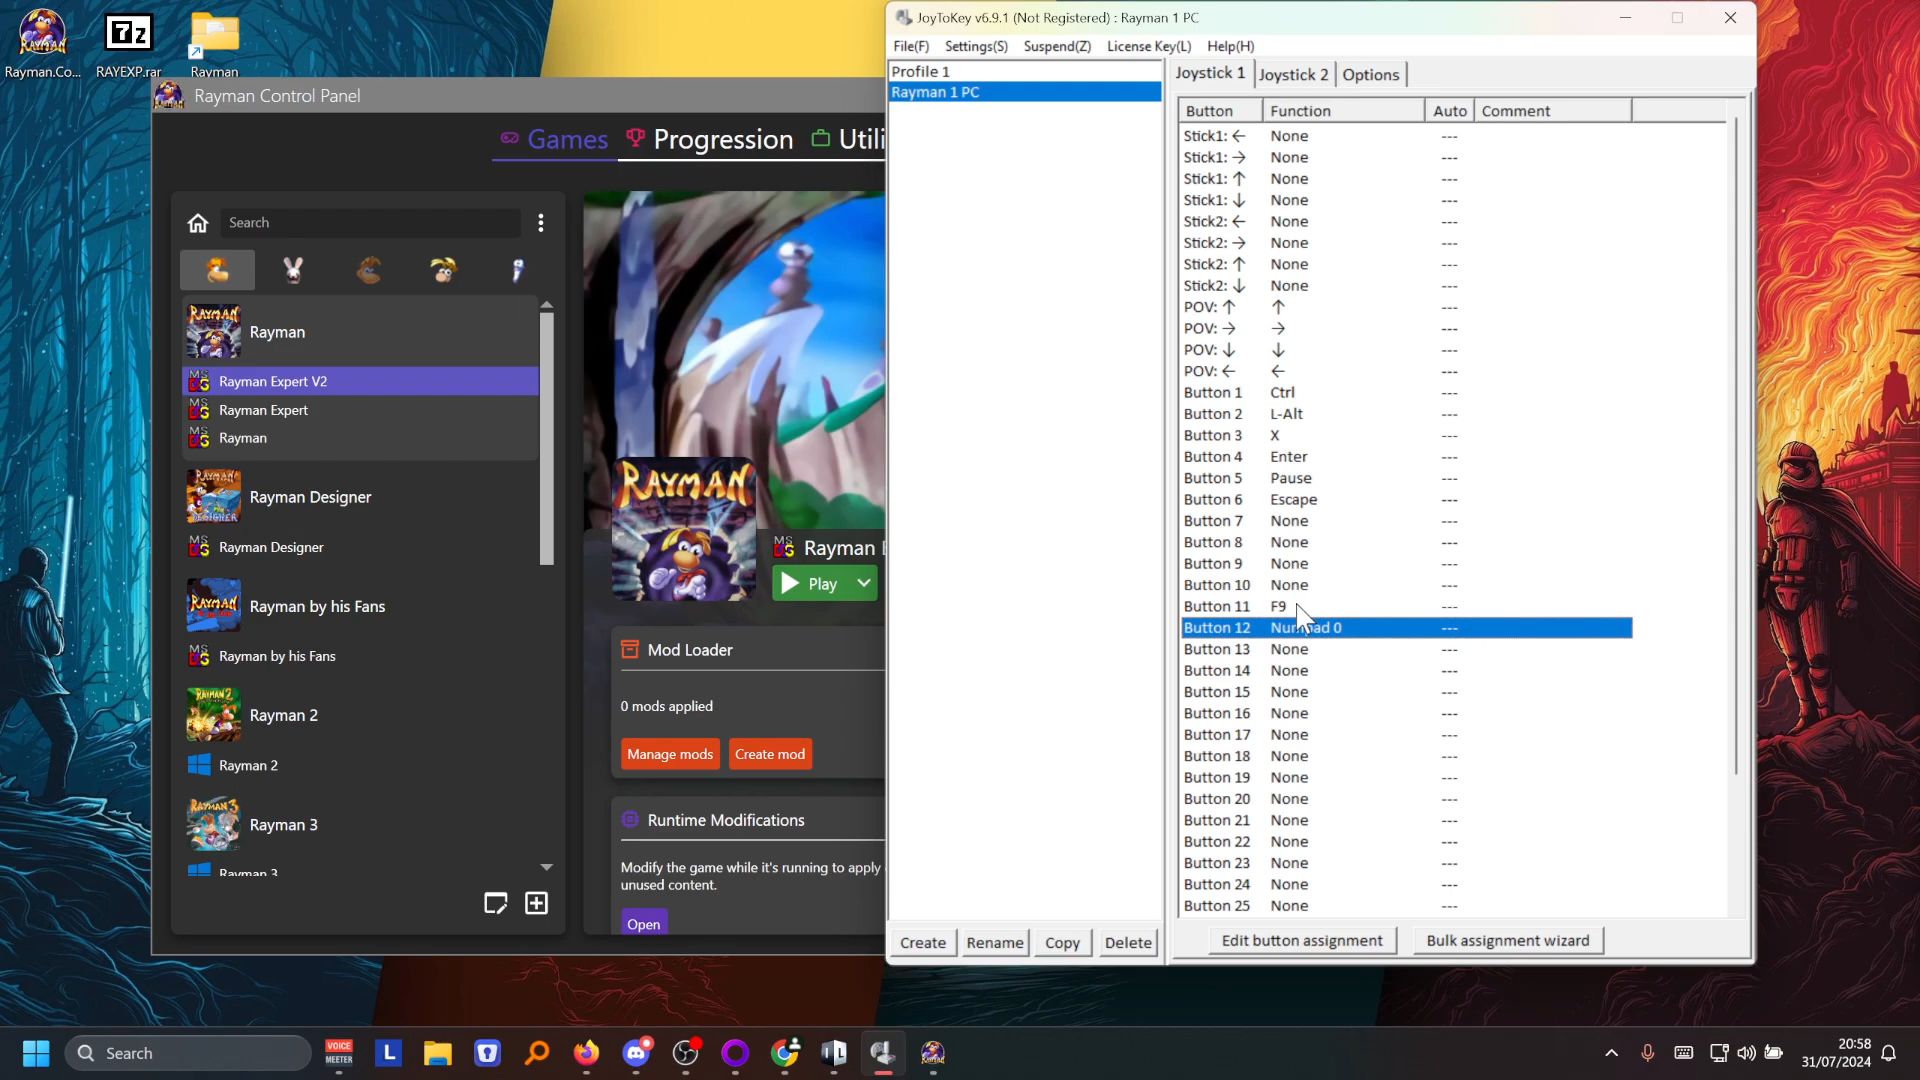 Rayman.Co...
RAYEXP.rar
Rayman
Rayman Control Panel
Games
Progression
Utili
Search
Rayman
Rayman Expert V2
Rayman Expert
Rayman
Rayman Designer
Rayman Designer
Rayman by his Fans
Rayman by his Fans
Rayman 2
Rayman 2
Rayman 3
Rayman 3
RAYMAN
Rayman E
Play
Mod Loader
0 mods applied
Manage mods
Create mod
Runtime Modifications
Modify the game while it's running to apply
unused content.
Open
JoyToKey v6.9.1 (Not Registered) : Rayman 1 PC
File(F) Settings(S) Suspend(Z) License Key(L) Help(H)
Profile 1
Rayman 1 PC
Joystick 1 Joystick 2 Options
Button Function Auto Comment
Stick1: ← None ---
Stick1: → None ---
Stick1: ↑ None ---
Stick1: ↓ None ---
Stick2: ← None ---
Stick2: → None ---
Stick2: ↑ None ---
Stick2: ↓ None ---
POV: ↑ ↑ ---
POV: → → ---
POV: ↓ ↓ ---
POV: ← ← ---
Button 1 Ctrl ---
Button 2 L-Alt ---
Button 3 X ---
Button 4 Enter ---
Button 5 Pause ---
Button 6 Escape ---
Button 7 None ---
Button 8 None ---
Button 9 None ---
Button 10 None ---
Button 11 F9 ---
Button 12 Numpad 0 ---
Button 13 None ---
Button 14 None ---
Button 15 None ---
Button 16 None ---
Button 17 None ---
Button 18 None ---
Button 19 None ---
Button 20 None ---
Button 21 None ---
Button 22 None ---
Button 23 None ---
Button 24 None ---
Button 25 None ---
Create Rename Copy Delete
Edit button assignment Bulk assignment wizard
Search
VOICE
MEETER
L
20:58
31/07/2024